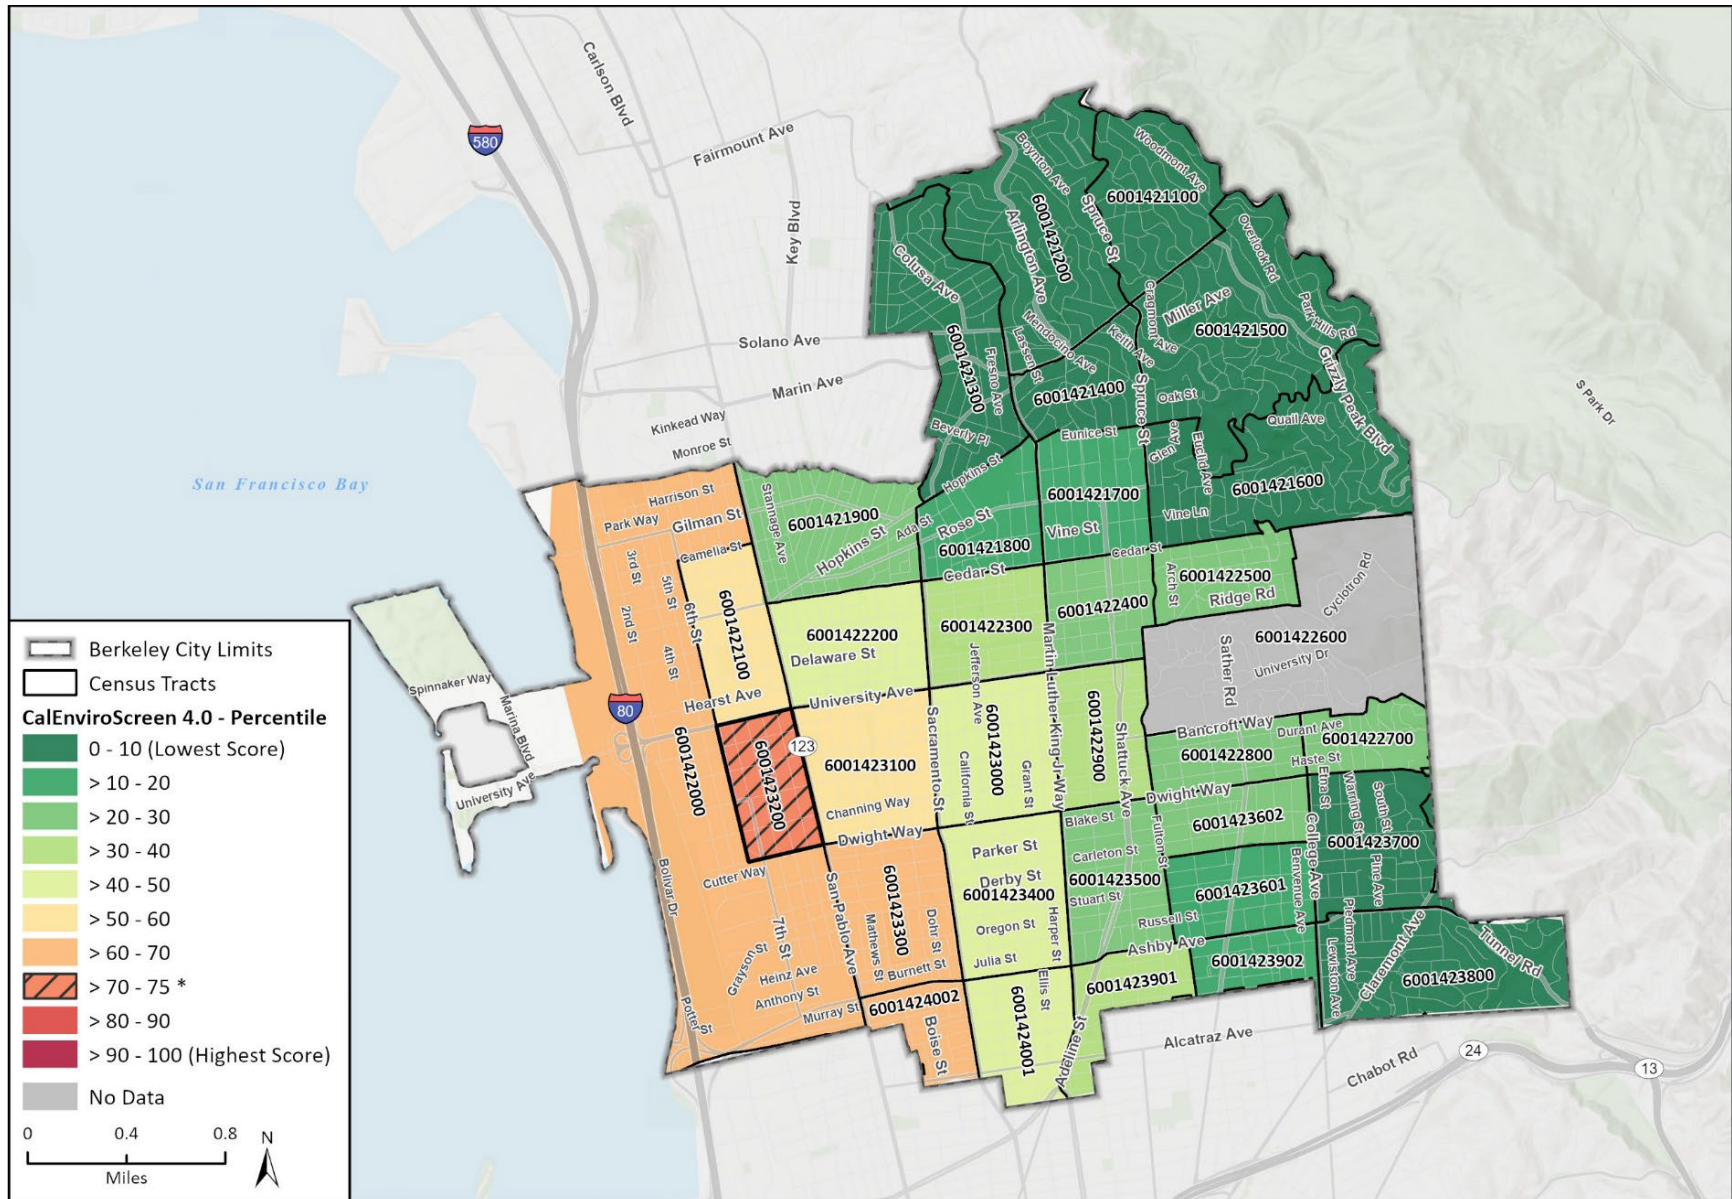 Carlson Blvd
580
Fairmount Ave
Key Blvd
Solano Ave
Marin Ave
Kinkead Way
Monroe St
San Francisco Bay
Boynton Ave
Woodmont Ave
6001421100
Spruce St
6001421200
Arlington Ave
Overlook Rd
Colusa Ave
Cragmont Ave
Miller Ave
Park Hills Rd
6001421500
Mendocino Ave
Keith Ave
Grizzly Peak Blvd
6001421300
Fresno Ave
Lassen St
6001421400
Spruce St
Oak St
S Park Dr
Beverly Pl
Eunice St
Glen Ave
Euclid Ave
Quail Ave
Hopkins St
6001421600
6001421700
Vine Ln
Harrison St
Park Way
Gilman St
Stannage Ave
6001421900
Ada St
Rose St
Vine St
Hopkins St
6001421800
Camelia St
Cedar St
Cedar St
3rd St
5th St
2nd St
6th St
4th St
6001422100
6001422200
Delaware St
6001422300
Jefferson Ave
Martin Luther King Jr Way
6001422400
Arch St
6001422500
Ridge Rd
Cyclotron Rd
6001422600
Sather Rd
University Dr
Spinnaker Way
Marina Blvd
University Ave
80
Hearst Ave
University Ave
6001422000
6001423200
123
6001423100
Channing Way
Sacramento St
California St
6001423000
Grant St
6001422900
Shattuck Ave
Bancroft Way
Durant Ave
6001422700
6001422800
Haste St
Dwight Way
Dwight Way
Etna St
Warring St
South St
Blake St
Fulton St
6001423602
College Ave
6001423700
Parker St
Carleton St
Derby St
6001423400
6001423500
Stuart St
6001423601
Benvenue Ave
Pine Ave
Cutter Way
Bolivar Dr
San Pablo Ave
6001423300
Mathews St
Dohr St
Oregon St
Harper St
Russell St
Ashby Ave
Piedmont Ave
Claremont Ave
Tunnel Rd
7th St
Grayson St
Heinz Ave
Anthony St
Burnett St
Julia St
Ellis St
6001423901
6001423902
Lewiston Ave
6001423800
Potter St
Murray St
6001424002
Boise St
6001424001
Adeline St
Alcatraz Ave
Chabot Rd
24
13
Berkeley City Limits
Census Tracts
CalEnviroScreen 4.0 - Percentile
0 - 10 (Lowest Score)
> 10 - 20
> 20 - 30
> 30 - 40
> 40 - 50
> 50 - 60
> 60 - 70
> 70 - 75 *
> 80 - 90
> 90 - 100 (Highest Score)
No Data
0 0.4 0.8
Miles
N